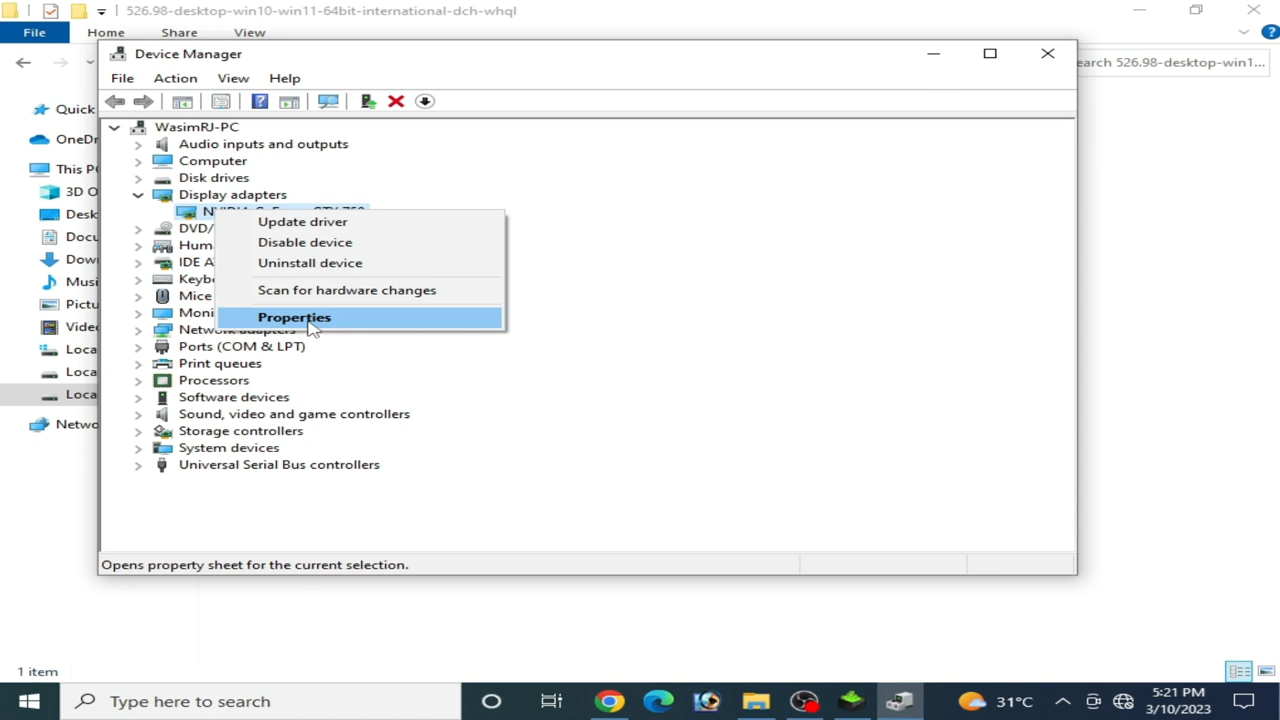 526.98-desktop-win10-win11-64bit-international-dch-whql
File Home Share View
earch 526.98-desktop-win1...
Device Manager
File Action View Help
Quick
OneDr
This PC
3D O
Desk
Docu
Down
Musi
Pictu
Video
Loca
Loca
Loca
Netwo
WasimRJ-PC
Audio inputs and outputs
Computer
Disk drives
Display adapters
DVD/
Huma
IDE A
Keybo
Mice
Moni
Network adapters
Ports (COM & LPT)
Print queues
Processors
Software devices
Sound, video and game controllers
Storage controllers
System devices
Universal Serial Bus controllers
Update driver
Disable device
Uninstall device
Scan for hardware changes
Properties
Opens property sheet for the current selection.
1 item
Type here to search
31°C
5:21 PM
3/10/2023